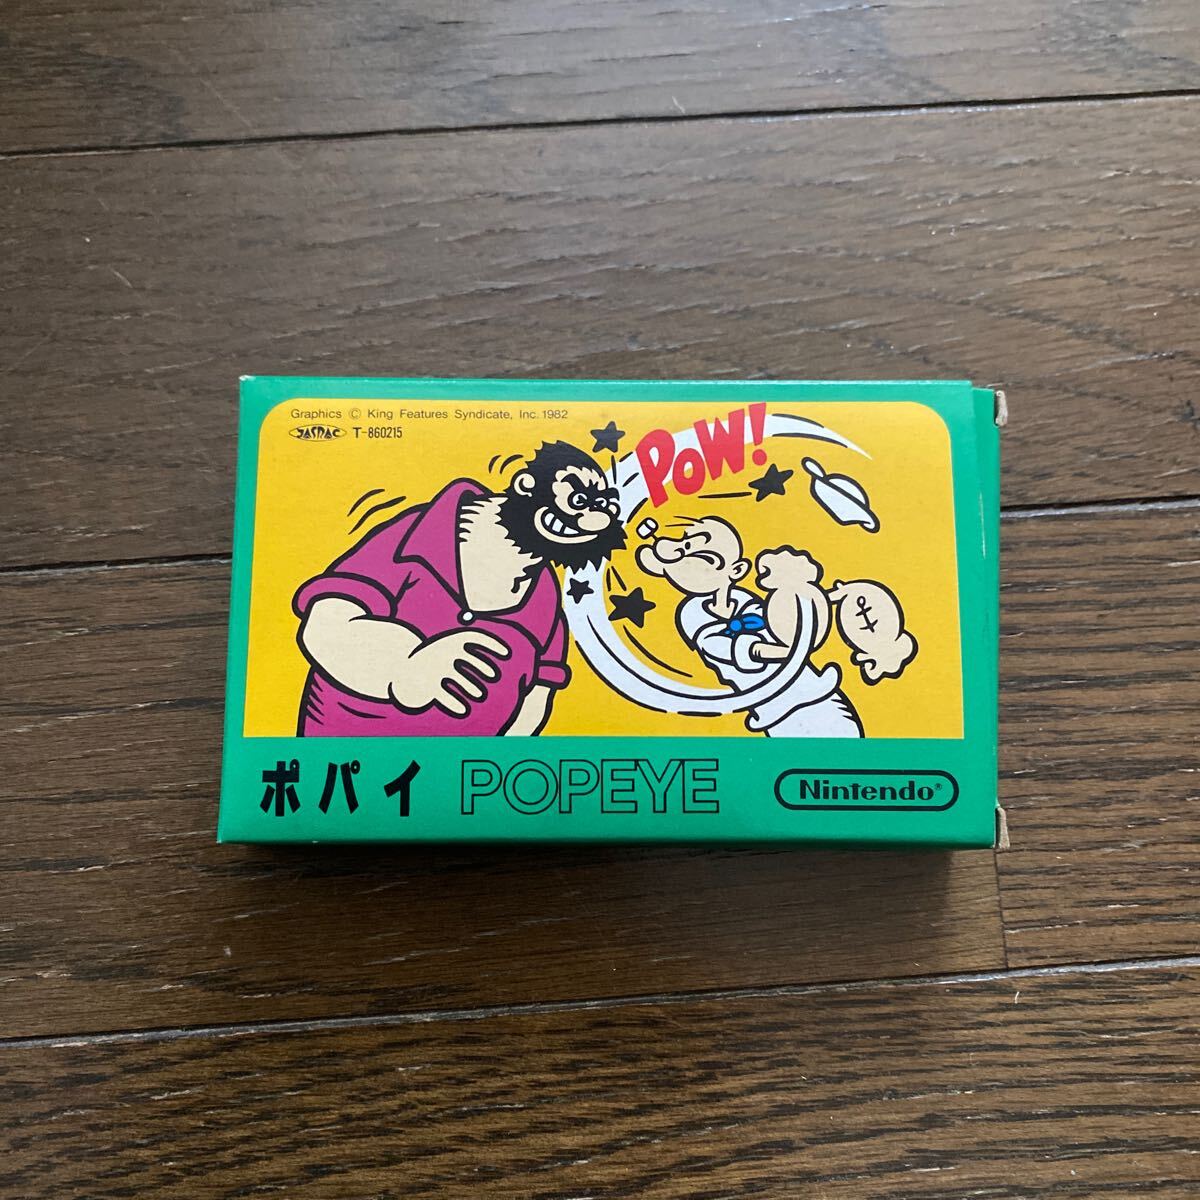 Graphics © King Features Syndicate, Inc. 1982
JASRAC T-860215
POW!
ポパイ POPEYE Nintendo®